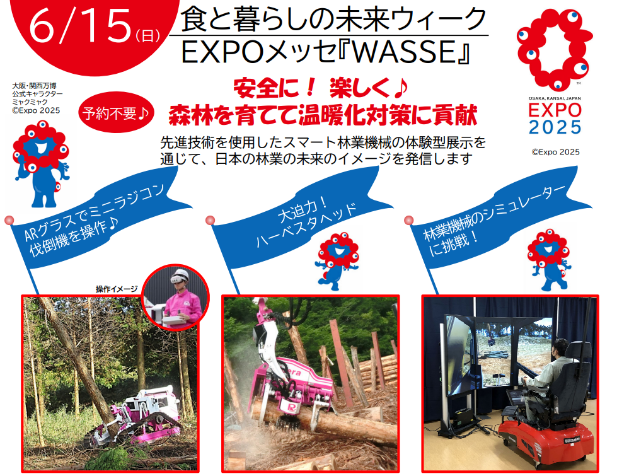 6/15(日)
食と暮らしの未来ウィーク
EXPOメッセ『WASSE』
大阪・関西万博
公式キャラクター
ミャクミャク
©Expo 2025
予約不要♪
安全に！ 楽しく♪
森林を育てて温暖化対策に貢献
先進技術を使用したスマート林業機械の体験型展示を
通じて、日本の林業の未来のイメージを発信します
OSAKA, KANSAI, JAPAN
EXPO
2025
©Expo 2025
ARグラスでミニラジコン
伐倒機を操作♪
大迫力！
ハーベスタヘッド
林業機械のシミュレーター
に挑戦！
操作イメージ